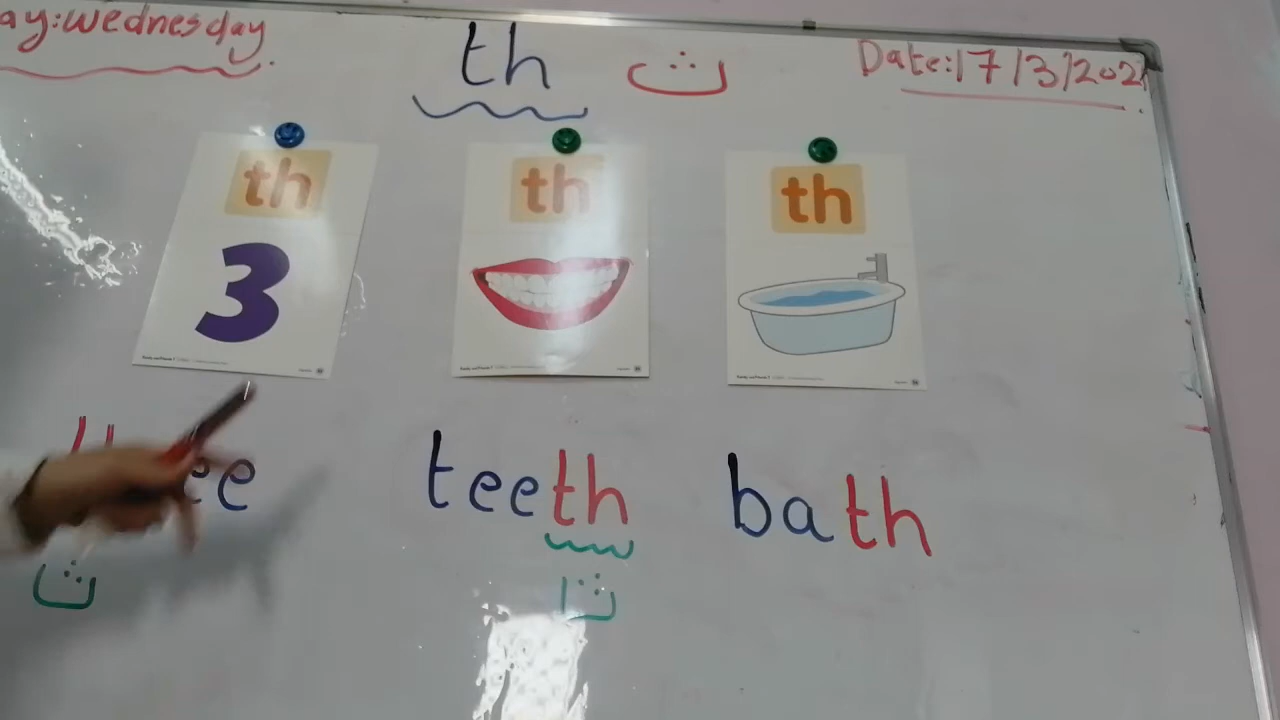 ay:wednesday.
th ث
Date:17/3/202
th
3
th
th
ee
teeth
bath
ث
ث